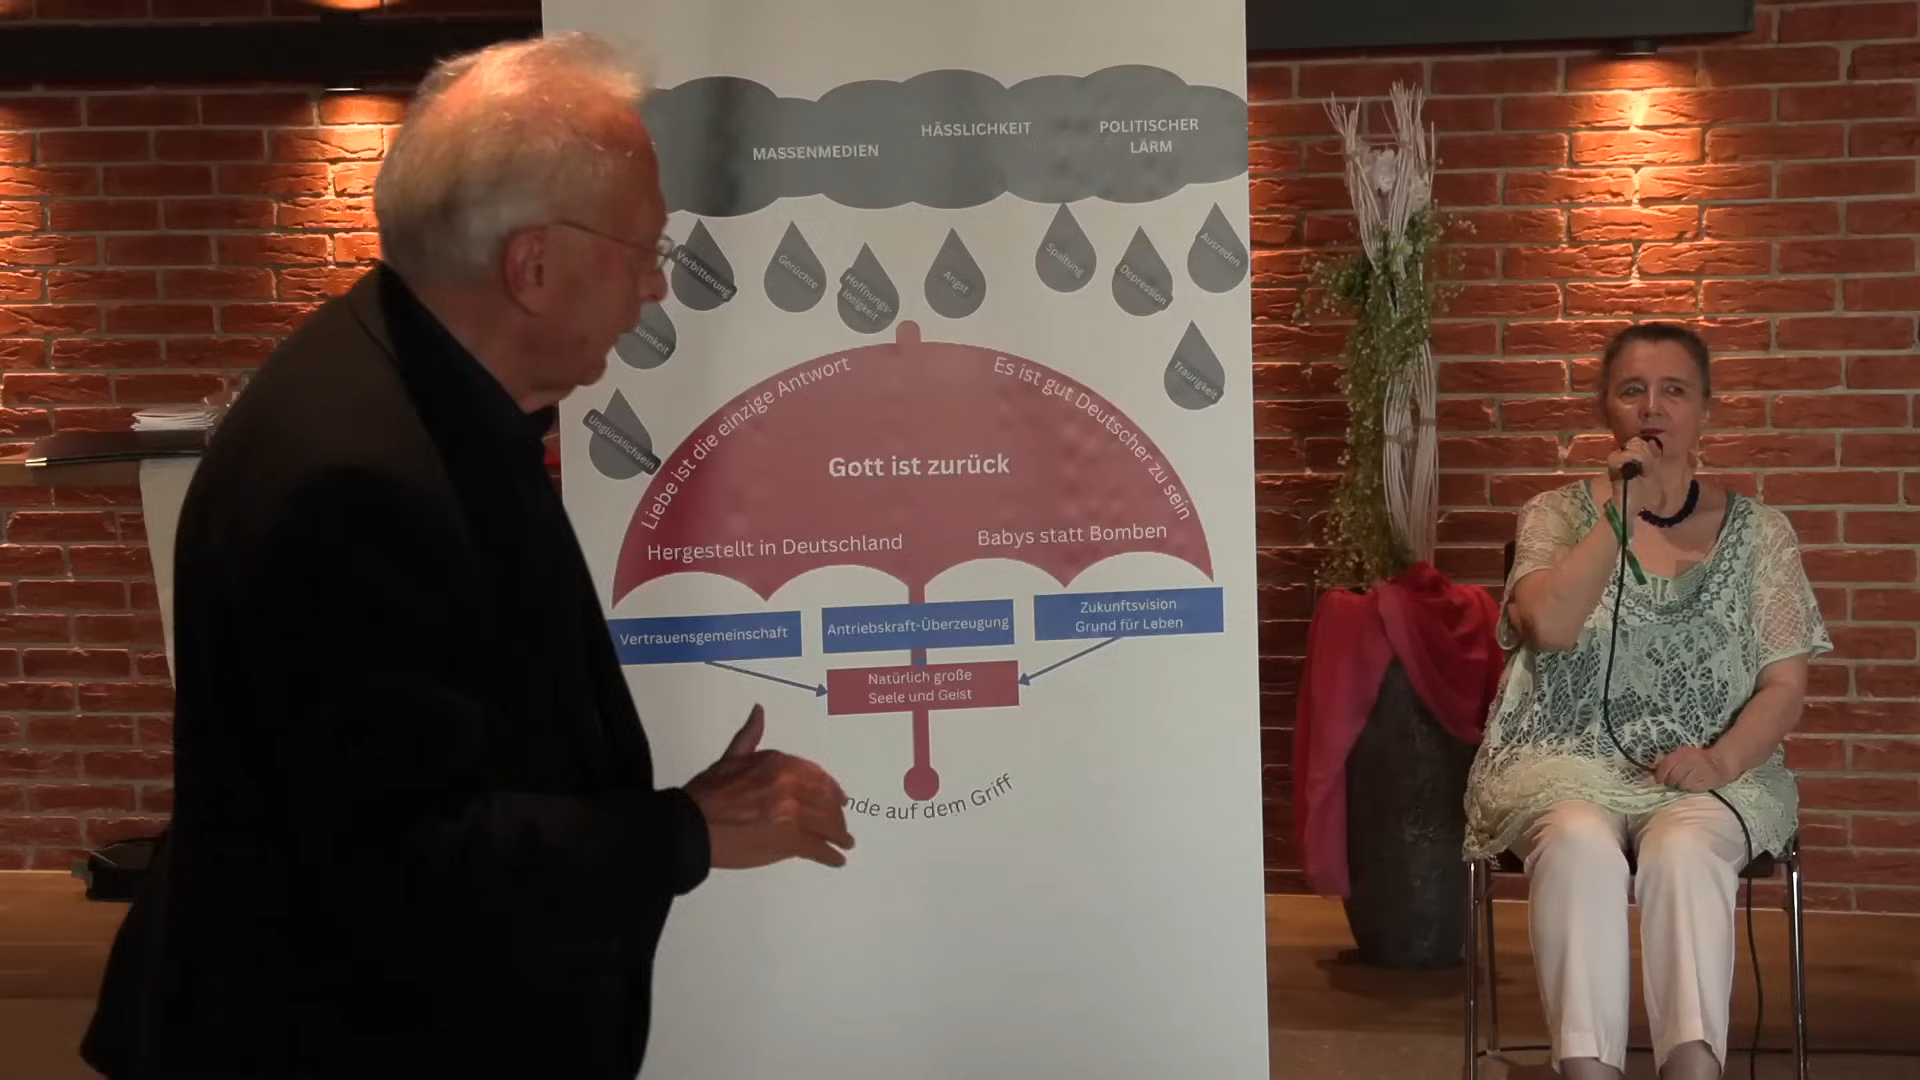 MASSENMEDIEN
HÄSSLICHKEIT
POLITISCHER
LÄRM
Verbitterung
Gerüchte
Hoffnungs-
losigkeit
Angst
Spaltung
Depression
Ausreden
samkeit
Traurigkeit
Unglücklichsein
Liebe ist die einzige Antwort
Es ist gut Deutscher zu sein
Gott ist zurück
Hergestellt in Deutschland
Babys statt Bomben
Vertrauensgemeinschaft
Antriebskraft-Überzeugung
Zukunftsvision
Grund für Leben
Natürlich große
Seele und Geist
nde auf dem Griff